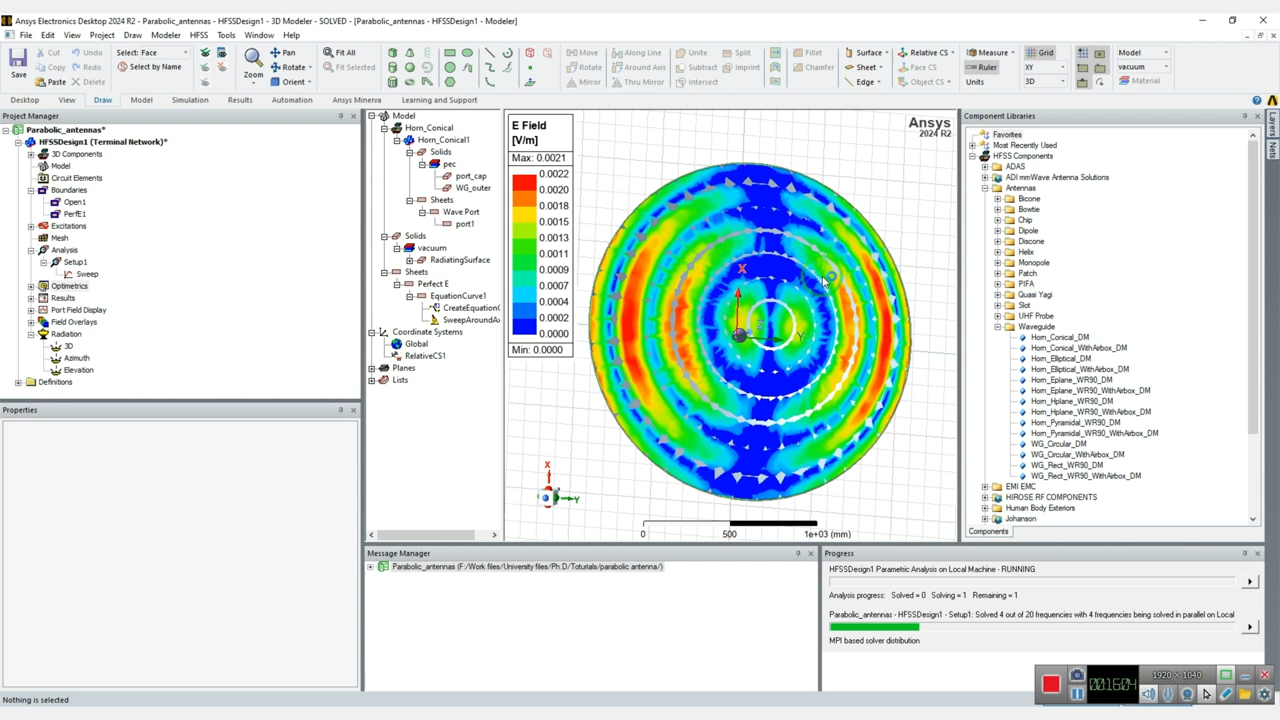 Ansys Electronics Desktop 2024 R2 - Parabolic_antennas - HFSSDesign1 - 3D Modeler - SOLVED - [Parabolic_antennas - HFSSDesign1 - Modeler]
File Edit View Project Draw Modeler HFSS Tools Window Help
Save
Cut Undo
Copy Redo
Paste Delete
Select: Face
Select by Name
Zoom
Pan
Rotate
Orient
Fit All
Fit Selected
Move Along Line
Rotate Around Axis
Mirror Thru Mirror
Unite Split
Subtract Imprint
Intersect
Fillet
Chamfer
Surface
Sheet
Edge
Relative CS
Face CS
Object CS
Measure
Ruler
Units
Grid
XY
3D
Model
vacuum
Material
Desktop View Draw Model Simulation Results Automation Ansys Minerva Learning and Support
Project Manager
Parabolic_antennas*
HFSSDesign1 (Terminal Network)*
3D Components
Model
Circuit Elements
Boundaries
Open1
PerfE1
Excitations
Mesh
Analysis
Setup1
Sweep
Optimetrics
Results
Port Field Display
Field Overlays
Radiation
3D
Azimuth
Elevation
Definitions
Properties
Nothing is selected
Model
Horn_Conical
Horn_Conical1
Solids
pec
port_cap
WG_outer
Sheets
Wave Port
port1
Solids
vacuum
RadiatingSurface
Sheets
Perfect E
EquationCurve1
CreateEquation
SweepAroundA
Coordinate Systems
Global
RelativeCS1
Planes
Lists
E Field
[V/m]
Max: 0.0021
0.0022
0.0020
0.0018
0.0015
0.0013
0.0011
0.0009
0.0007
0.0004
0.0002
0.0000
Min: 0.0000
Ansys
2024 R2
X
Z
Y
X
Y
0 500 1e+03 (mm)
Component Libraries
Favorites
Most Recently Used
HFSS Components
ADAS
ADI mmWave Antenna Solutions
Antennas
Bicone
Bowtie
Chip
Dipole
Discone
Helix
Monopole
Patch
PIFA
Quasi Yagi
Slot
UHF Probe
Waveguide
Horn_Conical_DM
Horn_Conical_WithAirbox_DM
Horn_Elliptical_DM
Horn_Elliptical_WithAirbox_DM
Horn_Eplane_WR90_DM
Horn_Eplane_WR90_WithAirbox_DM
Horn_Hplane_WR90_DM
Horn_Hplane_WR90_WithAirbox_DM
Horn_Pyramidal_WR90_DM
Horn_Pyramidal_WR90_WithAirbox_DM
WG_Circular_DM
WG_Circular_WithAirbox_DM
WG_Rect_WR90_DM
WG_Rect_WR90_WithAirbox_DM
EMI EMC
HIROSE RF COMPONENTS
Human Body Exteriors
Johanson
Components
Layers
Nets
Message Manager
Parabolic_antennas (F:/Work files/University files/Ph.D/Toturials/parabolic antenna/)
Progress
HFSSDesign1 Parametric Analysis on Local Machine - RUNNING
Analysis progress: Solved = 0 Solving = 1 Remaining = 1
Parabolic_antennas - HFSSDesign1 - Setup1: Solved 4 out of 20 frequencies with 4 frequencies being solved in parallel on Local
MPI based solver distribution
00:16:04
1920 × 1040